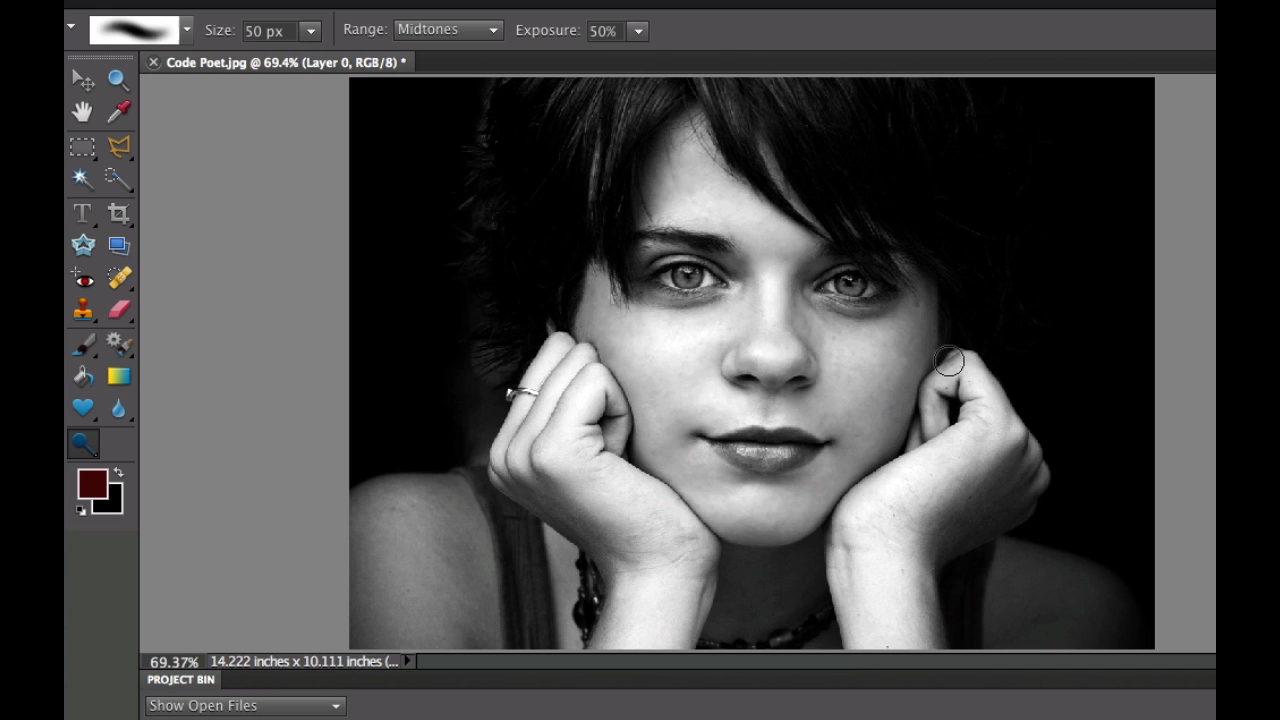 Size: 50 px Range: Midtones Exposure: 50%
Code Poet.jpg @ 69.4% (Layer 0, RGB/8) *
T
69.37% 14.222 inches x 10.111 inches (...
PROJECT BIN
Show Open Files